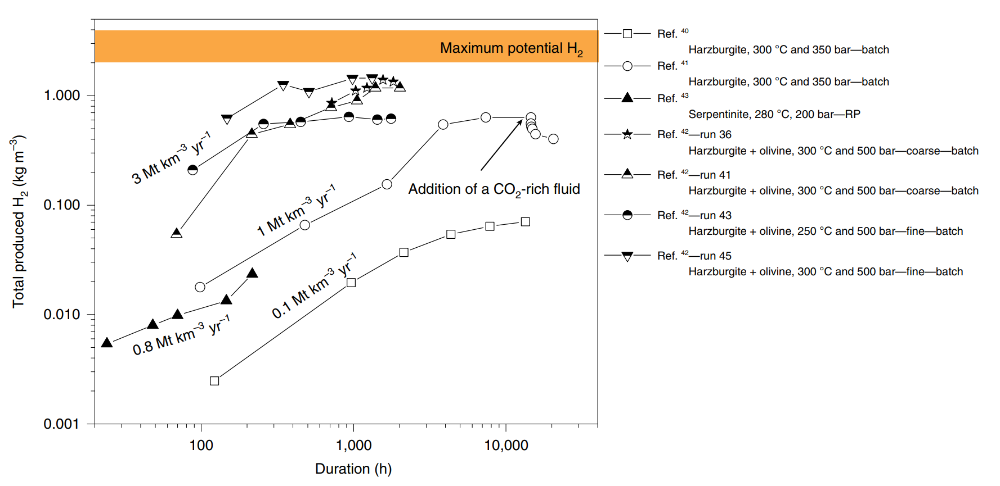 Total produced H2 (kg m–3)
1.000
0.100
0.010
0.001
100
1,000
10,000
Duration (h)
Maximum potential H2
3 Mt km–3 yr–1
1 Mt km–3 yr–1
0.8 Mt km–3 yr–1
0.1 Mt km–3 yr–1
Addition of a CO2-rich fluid
Ref. 40
Harzburgite, 300 °C and 350 bar—batch
Ref. 41
Harzburgite, 300 °C and 350 bar—batch
Ref. 43
Serpentinite, 280 °C, 200 bar—RP
Ref. 42—run 36
Harzburgite + olivine, 300 °C and 500 bar—coarse—batch
Ref. 42—run 41
Harzburgite + olivine, 300 °C and 500 bar—coarse—batch
Ref. 42—run 43
Harzburgite + olivine, 250 °C and 500 bar—fine—batch
Ref. 42—run 45
Harzburgite + olivine, 300 °C and 500 bar—fine—batch